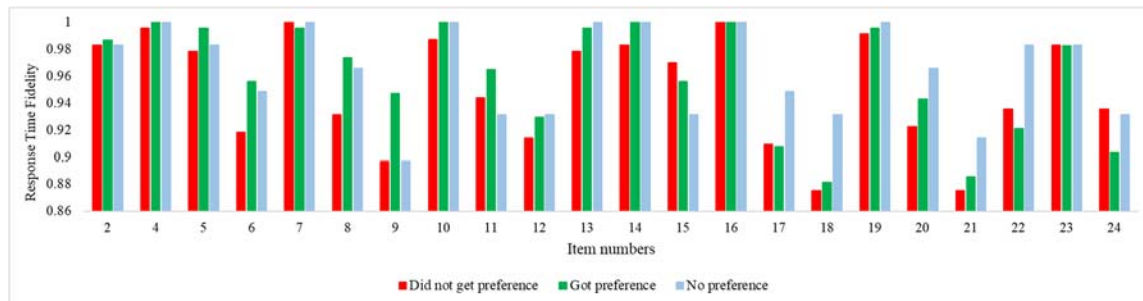 Response Time Fidelity
1
0.98
0.96
0.94
0.92
0.9
0.88
0.86
2 4 5 6 7 8 9 10 11 12 13 14 15 16 17 18 19 20 21 22 23 24
Item numbers
Did not get preference Got preference No preference